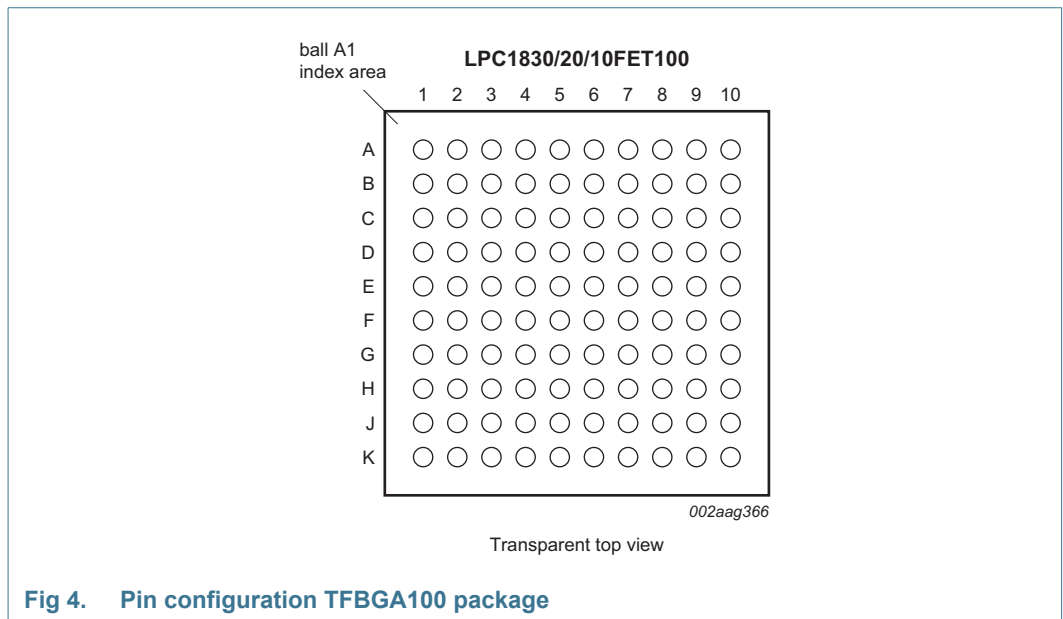 ball A1
index area
LPC1830/20/10FET100
1 2 3 4 5 6 7 8 9 10
A
B
C
D
E
F
G
H
J
K
002aag366
Transparent top view
Fig 4. Pin configuration TFBGA100 package